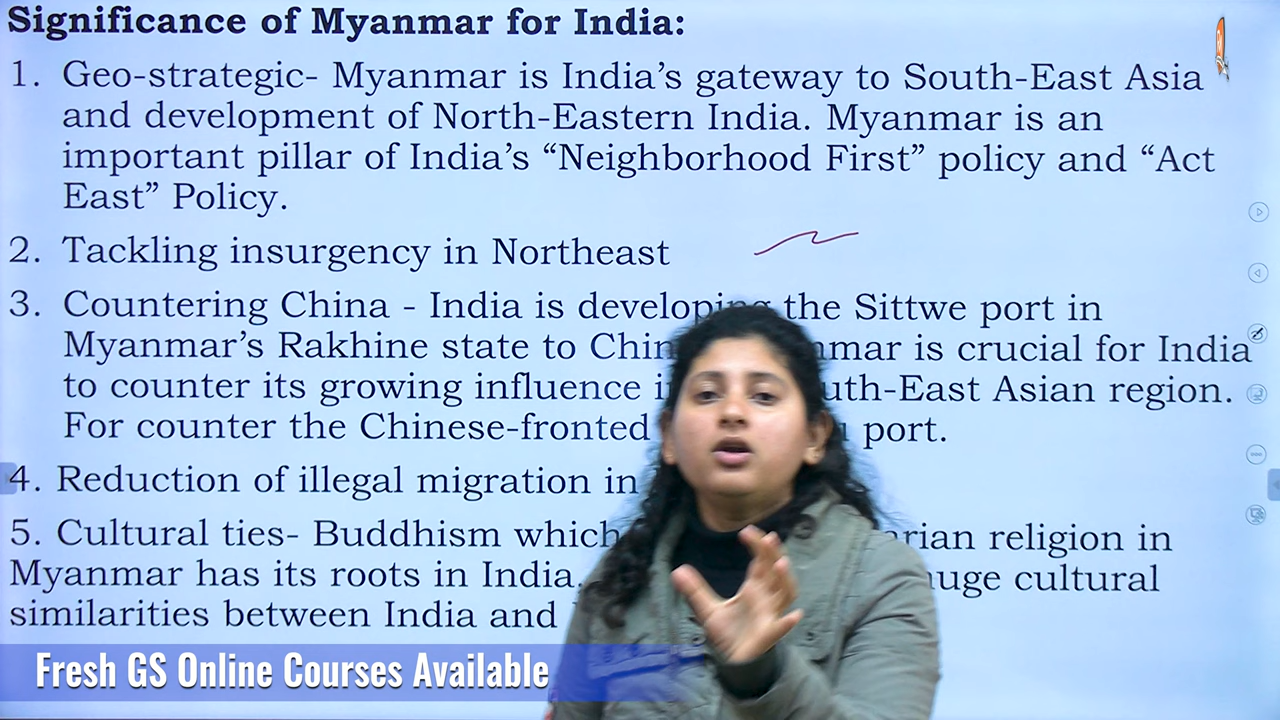 Significance of Myanmar for India:
1. Geo-strategic- Myanmar is India’s gateway to South-East Asia
and development of North-Eastern India. Myanmar is an
important pillar of India’s “Neighborhood First” policy and “Act
East” Policy.
2. Tackling insurgency in Northeast
3. Countering China - India is developing the Sittwe port in
Myanmar’s Rakhine state to is crucial for India
to counter its growing influence South-East Asian region.
For counter the Chinese-fronted port.
4. Reduction of illegal migration in
5. Cultural ties- Buddhism which religion in
Myanmar has its roots in India. huge cultural
similarities between India and
Fresh GS Online Courses Available